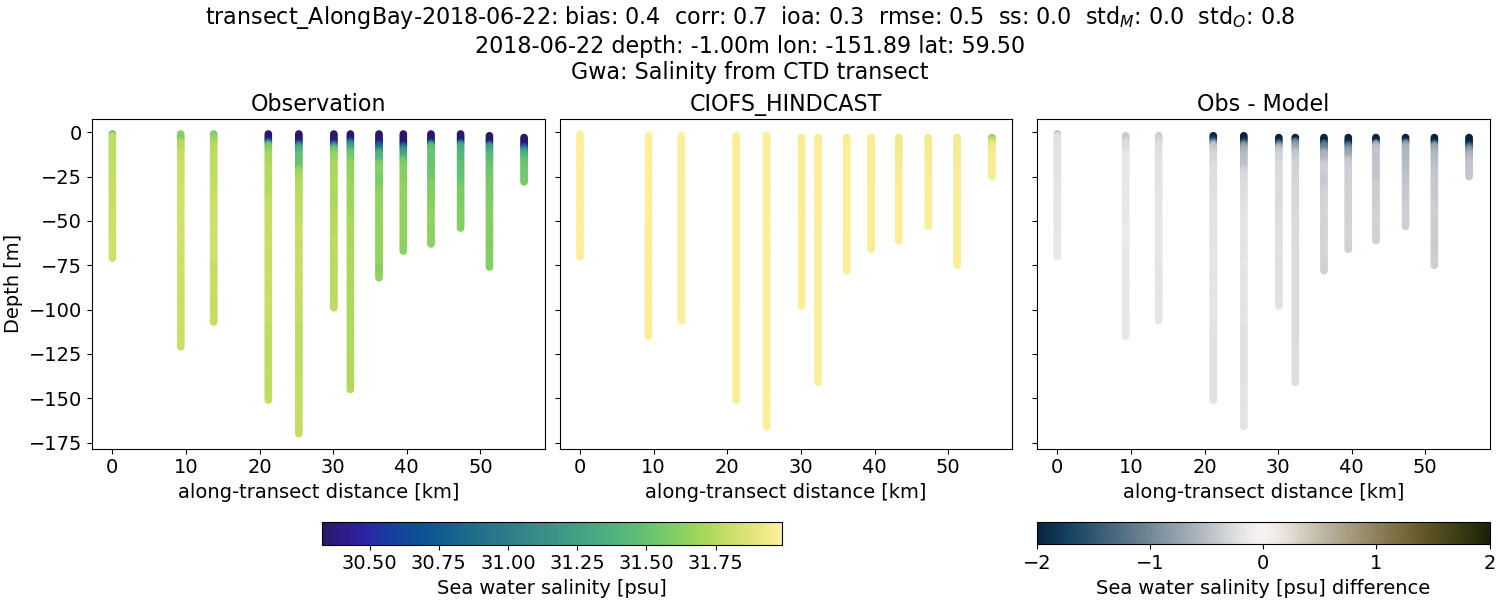 transect_AlongBay-2018-06-22: bias: 0.4 corr: 0.7 ioa: 0.3 rmse: 0.5 ss: 0.0 std_M: 0.0 std_O: 0.8
2018-06-22 depth: -1.00m lon: -151.89 lat: 59.50
Gwa: Salinity from CTD transect
Observation
CIOFS_HINDCAST
Obs - Model
Depth [m]
0
−25
−50
−75
−100
−125
−150
−175
0 10 20 30 40 50
0 10 20 30 40 50
0 10 20 30 40 50
along-transect distance [km]
along-transect distance [km]
along-transect distance [km]
30.50 30.75 31.00 31.25 31.50 31.75
Sea water salinity [psu]
−2 −1 0 1 2
Sea water salinity [psu] difference